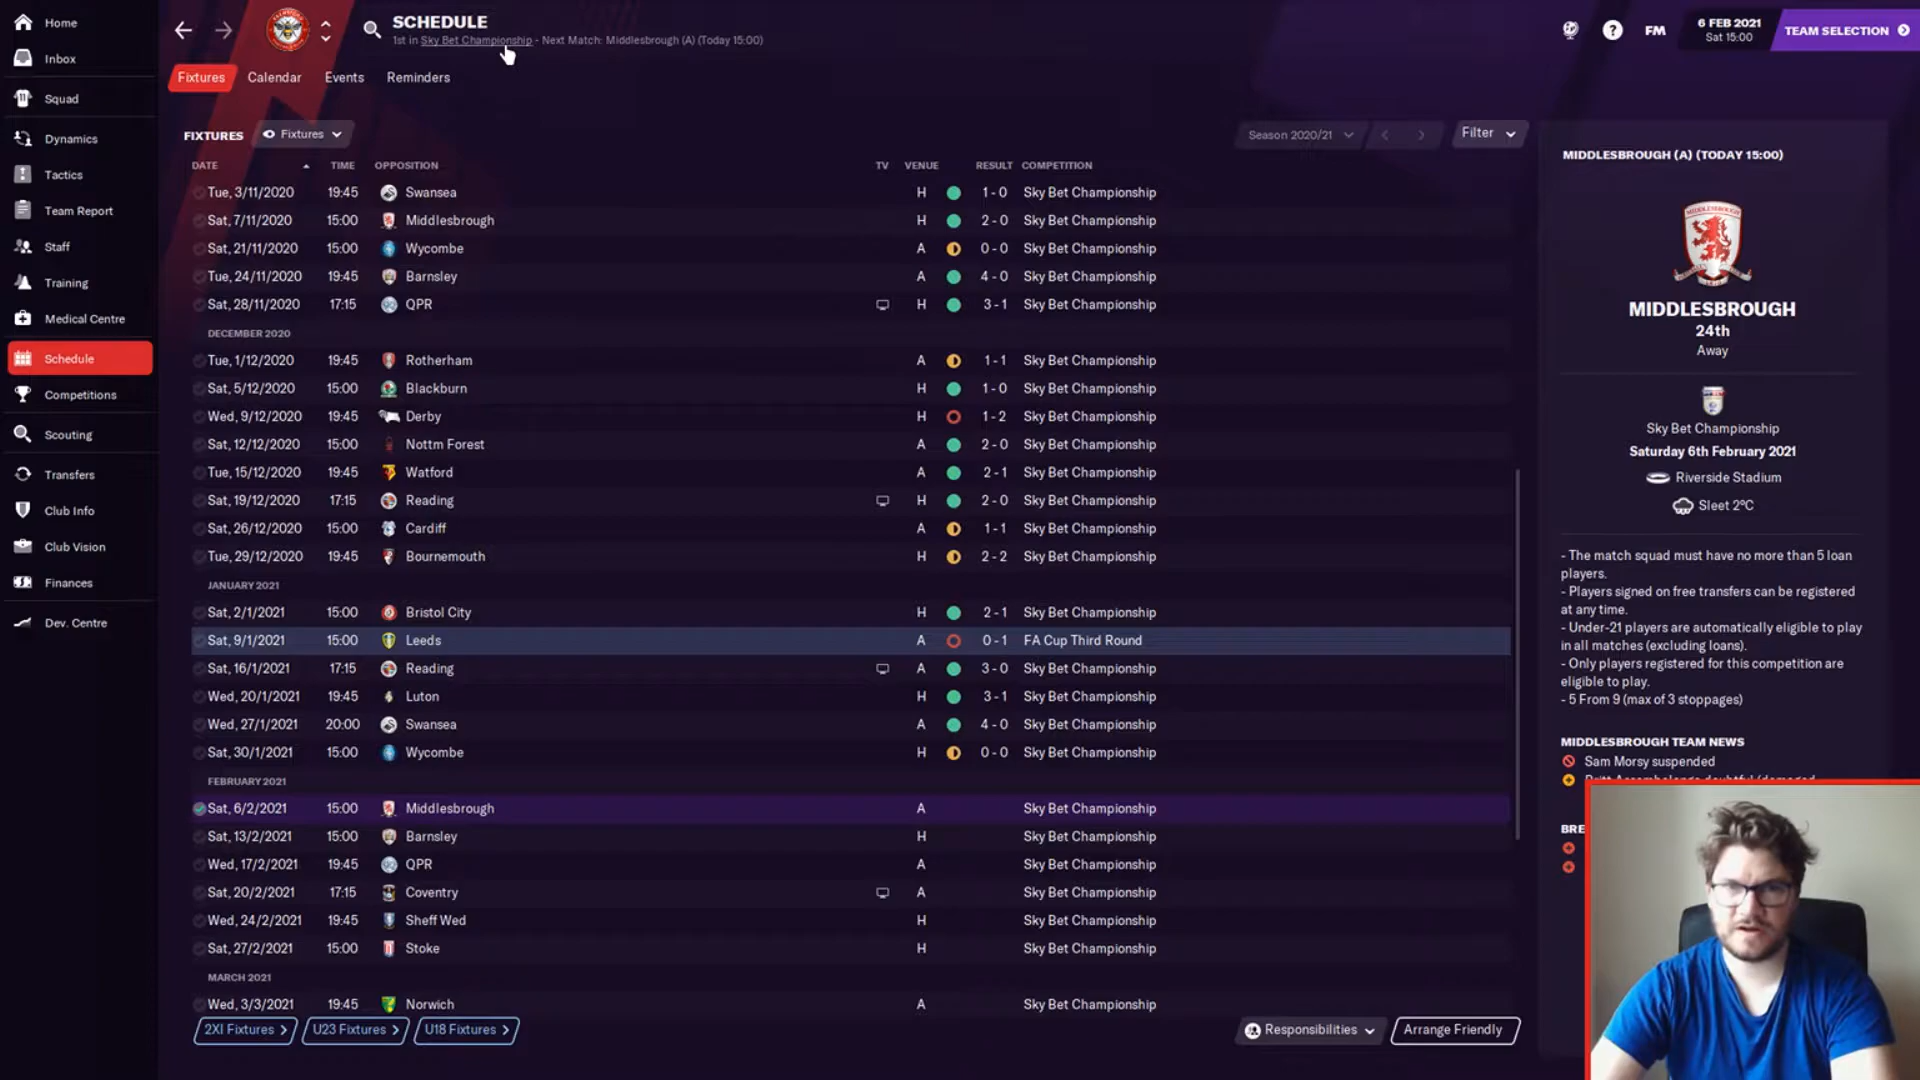 Home
Inbox
Squad
Dynamics
Tactics
Team Report
Staff
Training
Medical Centre
Schedule
Competitions
Scouting
Transfers
Club Info
Club Vision
Finances
Dev. Centre
SCHEDULE
1st in Sky Bet Championship - Next Match: Middlesbrough (A) (Today 15:00)
FM
6 FEB 2021
Sat 15:00
TEAM SELECTION
Fixtures Calendar Events Reminders
FIXTURES Fixtures Season 2020/21 Filter
DATE TIME OPPOSITION TV VENUE RESULT COMPETITION
Tue, 3/11/2020 19:45 Swansea H 1 - 0 Sky Bet Championship
Sat, 7/11/2020 15:00 Middlesbrough H 2 - 0 Sky Bet Championship
Sat, 21/11/2020 15:00 Wycombe A 0 - 0 Sky Bet Championship
Tue, 24/11/2020 19:45 Barnsley A 4 - 0 Sky Bet Championship
Sat, 28/11/2020 17:15 QPR H 3 - 1 Sky Bet Championship
DECEMBER 2020
Tue, 1/12/2020 19:45 Rotherham A 1 - 1 Sky Bet Championship
Sat, 5/12/2020 15:00 Blackburn H 1 - 0 Sky Bet Championship
Wed, 9/12/2020 19:45 Derby H 1 - 2 Sky Bet Championship
Sat, 12/12/2020 15:00 Nottm Forest A 2 - 0 Sky Bet Championship
Tue, 15/12/2020 19:45 Watford A 2 - 1 Sky Bet Championship
Sat, 19/12/2020 17:15 Reading H 2 - 0 Sky Bet Championship
Sat, 26/12/2020 15:00 Cardiff A 1 - 1 Sky Bet Championship
Tue, 29/12/2020 19:45 Bournemouth H 2 - 2 Sky Bet Championship
JANUARY 2021
Sat, 2/1/2021 15:00 Bristol City H 2 - 1 Sky Bet Championship
Sat, 9/1/2021 15:00 Leeds A 0 - 1 FA Cup Third Round
Sat, 16/1/2021 17:15 Reading A 3 - 0 Sky Bet Championship
Wed, 20/1/2021 19:45 Luton H 3 - 1 Sky Bet Championship
Wed, 27/1/2021 20:00 Swansea A 4 - 0 Sky Bet Championship
Sat, 30/1/2021 15:00 Wycombe H 0 - 0 Sky Bet Championship
FEBRUARY 2021
Sat, 6/2/2021 15:00 Middlesbrough A Sky Bet Championship
Sat, 13/2/2021 15:00 Barnsley H Sky Bet Championship
Wed, 17/2/2021 19:45 QPR A Sky Bet Championship
Sat, 20/2/2021 17:15 Coventry A Sky Bet Championship
Wed, 24/2/2021 19:45 Sheff Wed H Sky Bet Championship
Sat, 27/2/2021 15:00 Stoke H Sky Bet Championship
MARCH 2021
Wed, 3/3/2021 19:45 Norwich A Sky Bet Championship
2XI Fixtures U23 Fixtures U18 Fixtures Responsibilities Arrange Friendly
MIDDLESBROUGH (A) (TODAY 15:00)
MIDDLESBROUGH
24th
Away
Sky Bet Championship
Saturday 6th February 2021
Riverside Stadium
Sleet 2°C
- The match squad must have no more than 5 loan
players.
- Players signed on free transfers can be registered
at any time.
- Under-21 players are automatically eligible to play
in all matches (excluding loans).
- Only players registered for this competition are
eligible to play.
- 5 From 9 (max of 3 stoppages)
MIDDLESBROUGH TEAM NEWS
Sam Morsy suspended
BRE